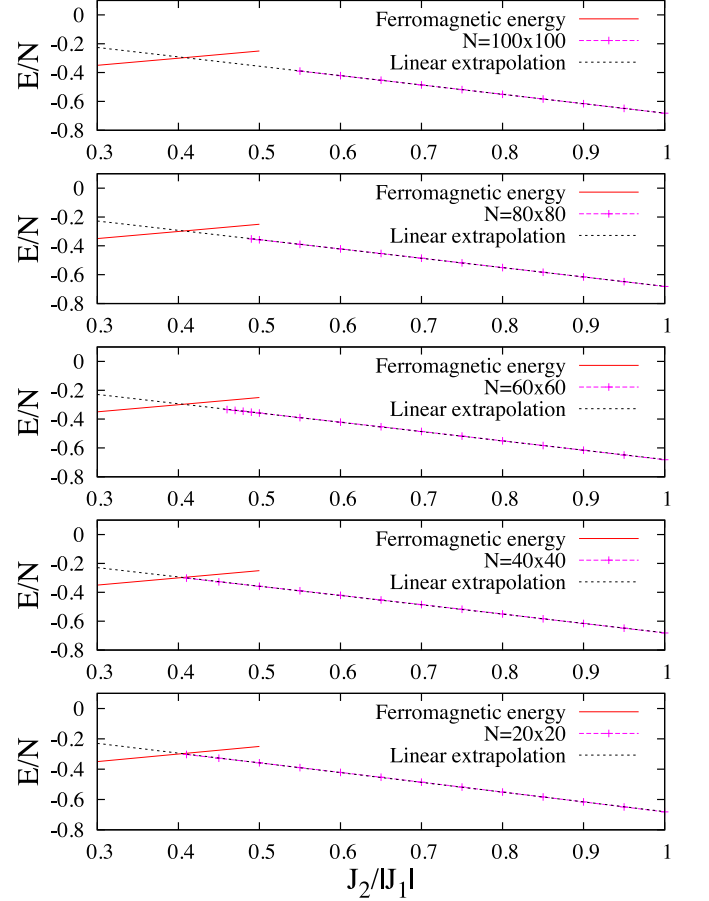 0
Ferromagnetic energy
-0.2
N=100x100
E/N
-0.4
Linear extrapolation
-0.6
-0.8
0.3 0.4 0.5 0.6 0.7 0.8 0.9 1
0
Ferromagnetic energy
-0.2
N=80x80
E/N
-0.4
Linear extrapolation
-0.6
-0.8
0.3 0.4 0.5 0.6 0.7 0.8 0.9 1
0
Ferromagnetic energy
-0.2
N=60x60
E/N
-0.4
Linear extrapolation
-0.6
-0.8
0.3 0.4 0.5 0.6 0.7 0.8 0.9 1
0
Ferromagnetic energy
-0.2
N=40x40
E/N
-0.4
Linear extrapolation
-0.6
-0.8
0.3 0.4 0.5 0.6 0.7 0.8 0.9 1
0
Ferromagnetic energy
-0.2
N=20x20
E/N
-0.4
Linear extrapolation
-0.6
-0.8
0.3 0.4 0.5 0.6 0.7 0.8 0.9 1
J₂/|J₁|